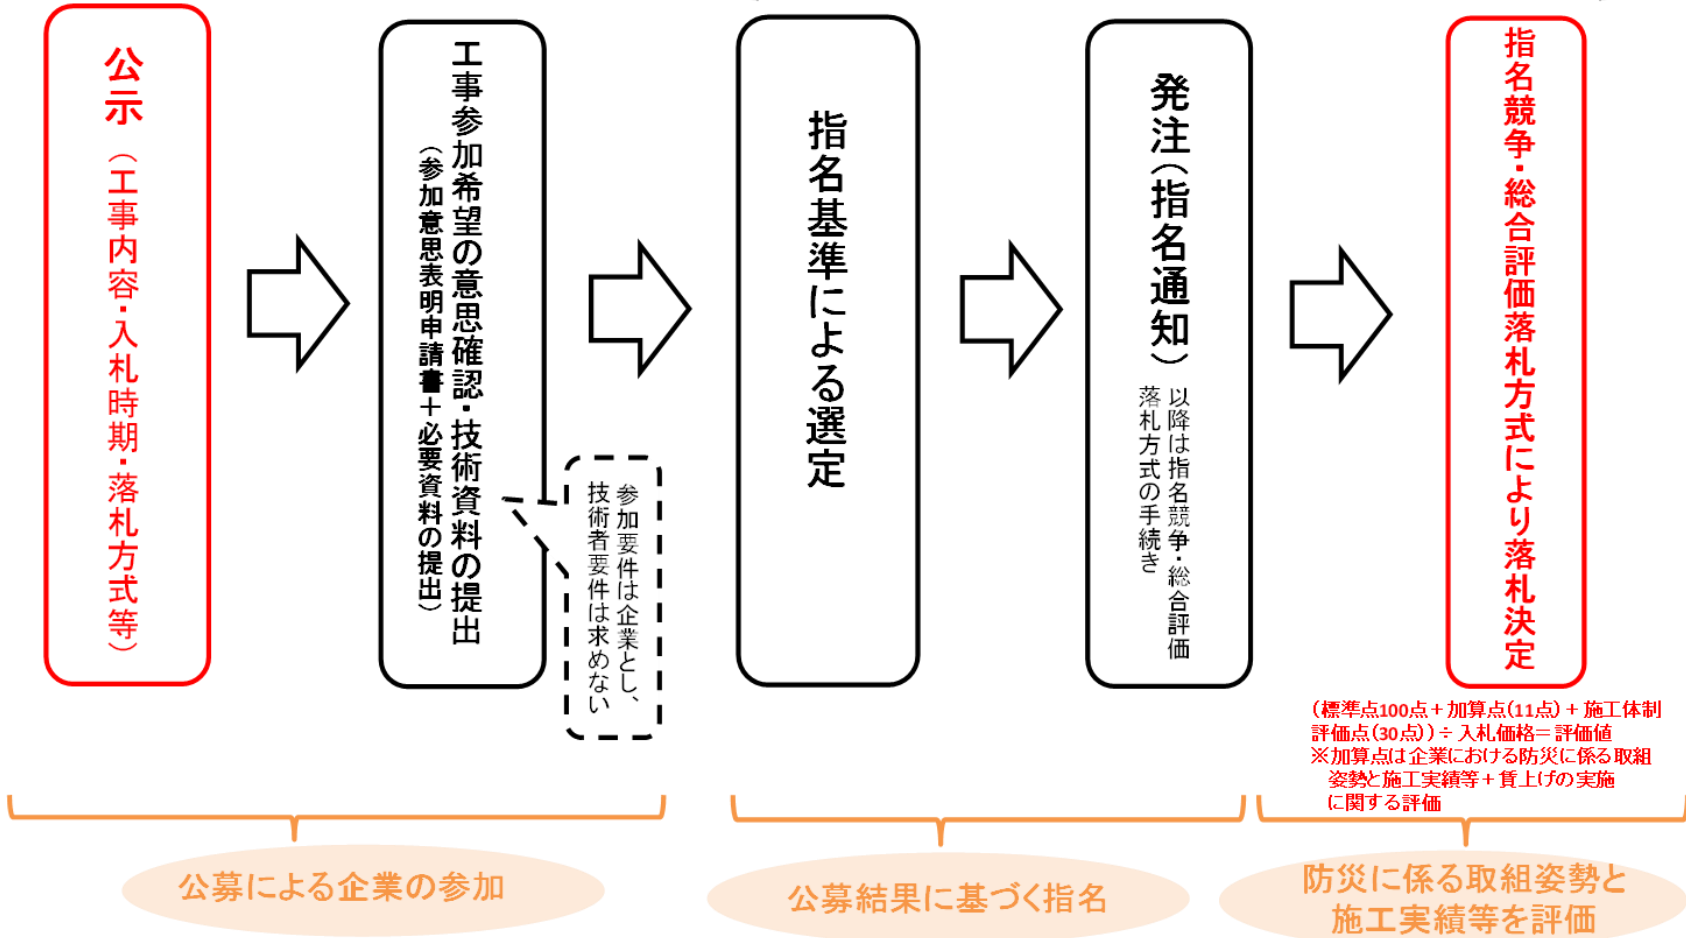 公示（工事内容・入札時期・落札方式等）
工事参加希望の意思確認・技術資料の提出
（参加意思表明申請書＋必要資料の提出）
参加要件は企業とし、
技術者要件は求めない
指名基準による選定
発注（指名通知）
以降は指名競争・総合評価
落札方式の手続き
指名競争・総合評価落札方式により落札決定
（標準点100点＋加算点(11点)＋施工体制
評価点(30点)）÷入札価格＝評価値
※加算点は企業における防災に係る取組
姿勢と施工実績等＋賃上げの実施
に関する評価
公募による企業の参加
公募結果に基づく指名
防災に係る取組姿勢と
施工実績等を評価